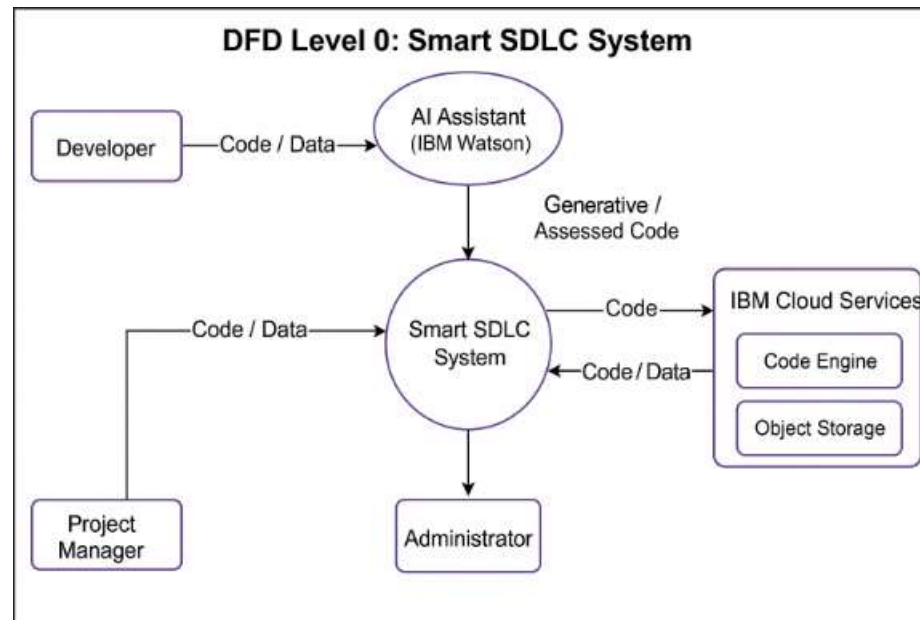 DFD Level 0: Smart SDLC System
AI Assistant
(IBM Watson)
Developer
Code / Data
Generative /
Assessed Code
IBM Cloud Services
Code
Code / Data
Smart SDLC
System
Code Engine
Code / Data
Object Storage
Project
Manager
Administrator